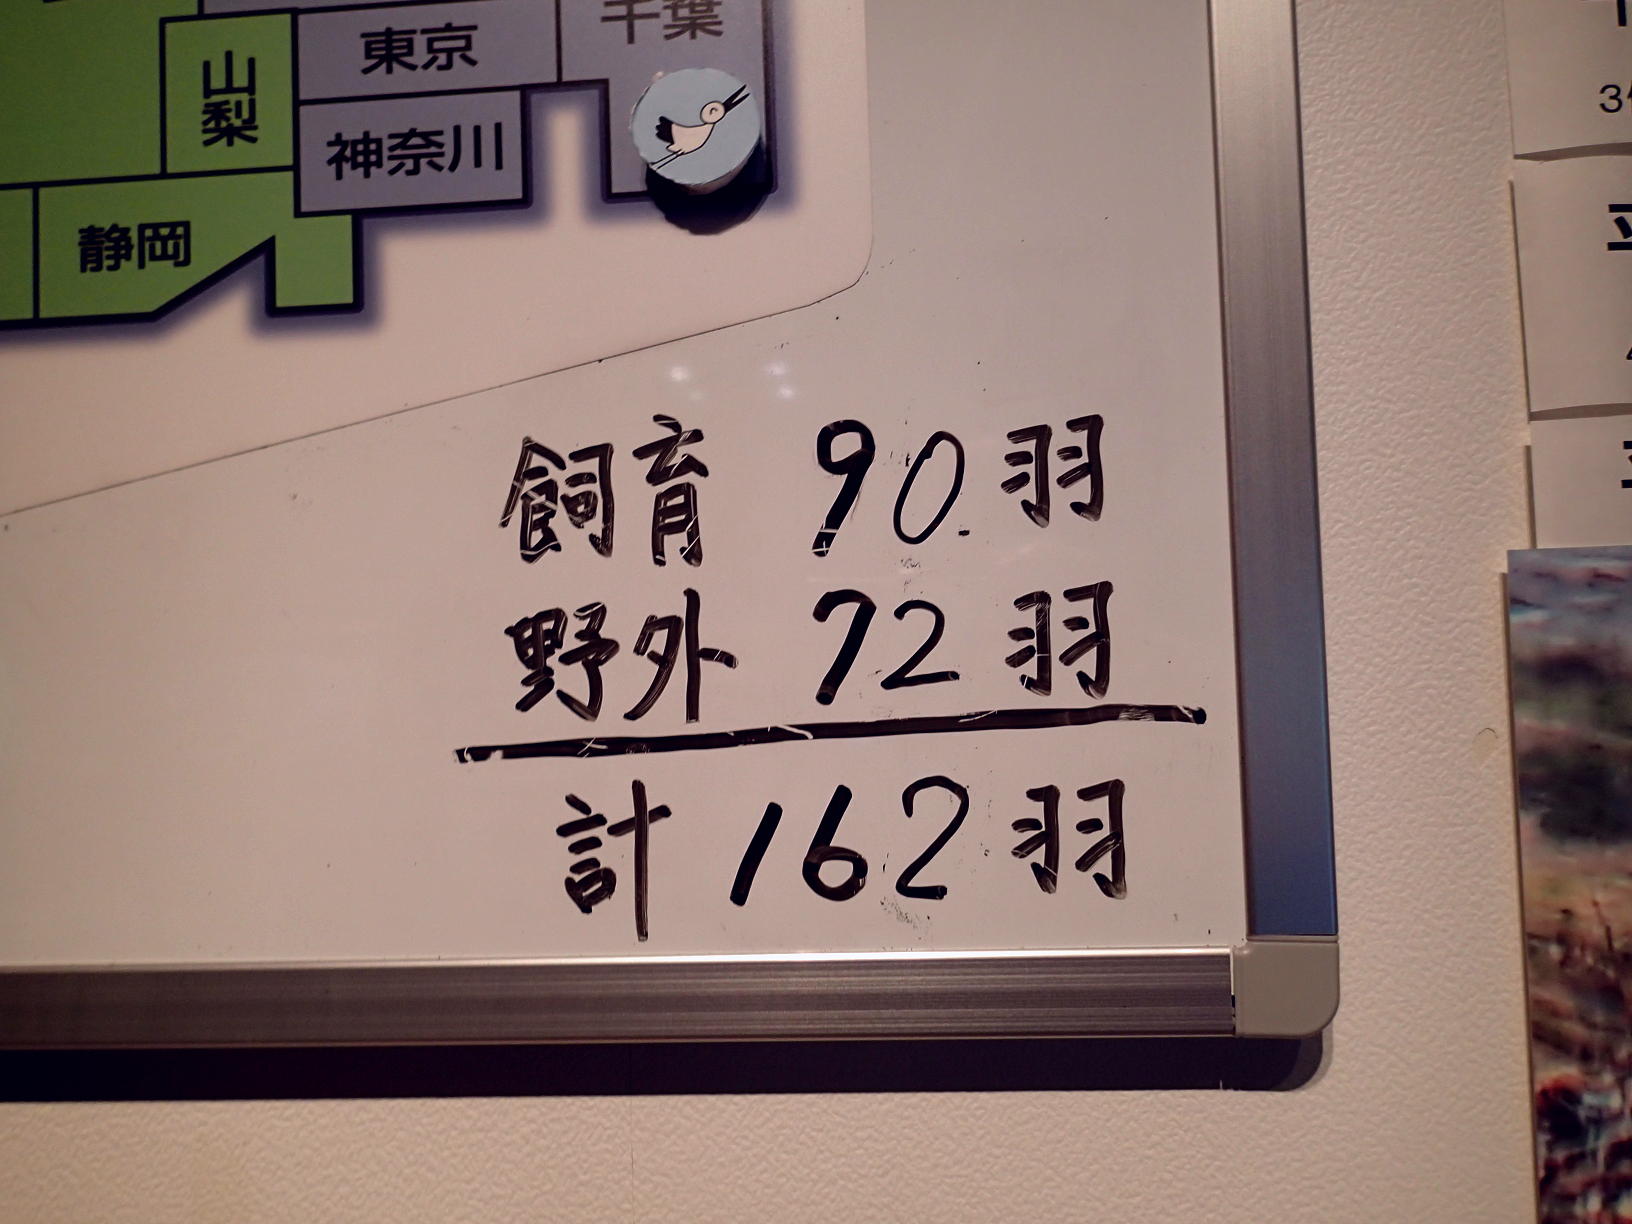 千葉
東京
山梨
神奈川
静岡
飼育 90羽
野外 72羽
計 162羽